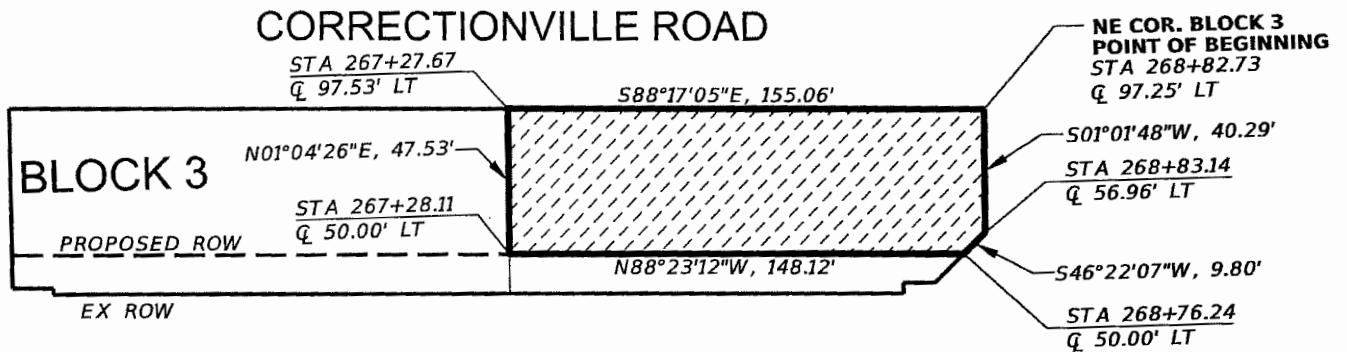 CORRECTIONVILLE ROAD
NE COR. BLOCK 3
POINT OF BEGINNING
STA 268+82.73
℄ 97.25' LT
STA 267+27.67
℄ 97.53' LT
S88°17'05"E, 155.06'
S01°01'48"W, 40.29'
N01°04'26"E, 47.53'
BLOCK 3
STA 268+83.14
℄ 56.96' LT
STA 267+28.11
℄ 50.00' LT
PROPOSED ROW
N88°23'12"W, 148.12'
S46°22'07"W, 9.80'
EX ROW
STA 268+76.24
℄ 50.00' LT